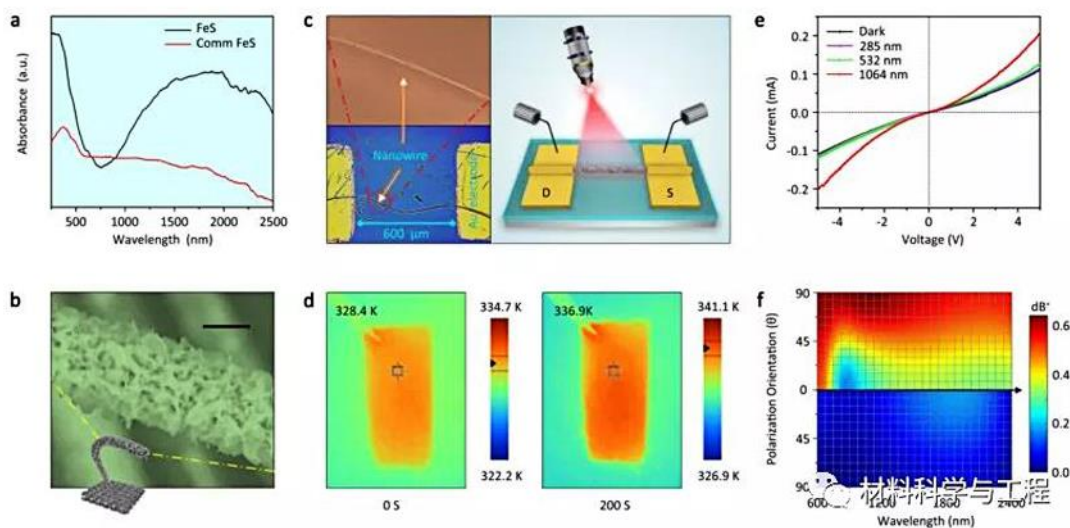 a
FeS
Comm FeS
Absorbance (a.u.)
500
1000
1500
2000
2500
Wavelength (nm)
b
c
Nanowire
Au electrode
600 μm
D
S
d
328.4 K
334.7 K
322.2 K
0 S
336.9K
341.1 K
326.9 K
200 S
e
Dark
285 nm
532 nm
1064 nm
Current (mA)
0.2
0.1
0.0
-0.1
-0.2
-4
-2
0
2
4
Voltage (V)
f
Polarization Orientation (θ)
90
45
0
45
90
600
1200
1800
2400
Wavelength (nm)
0.6
0.4
0.2
0.0
材料科学与工程